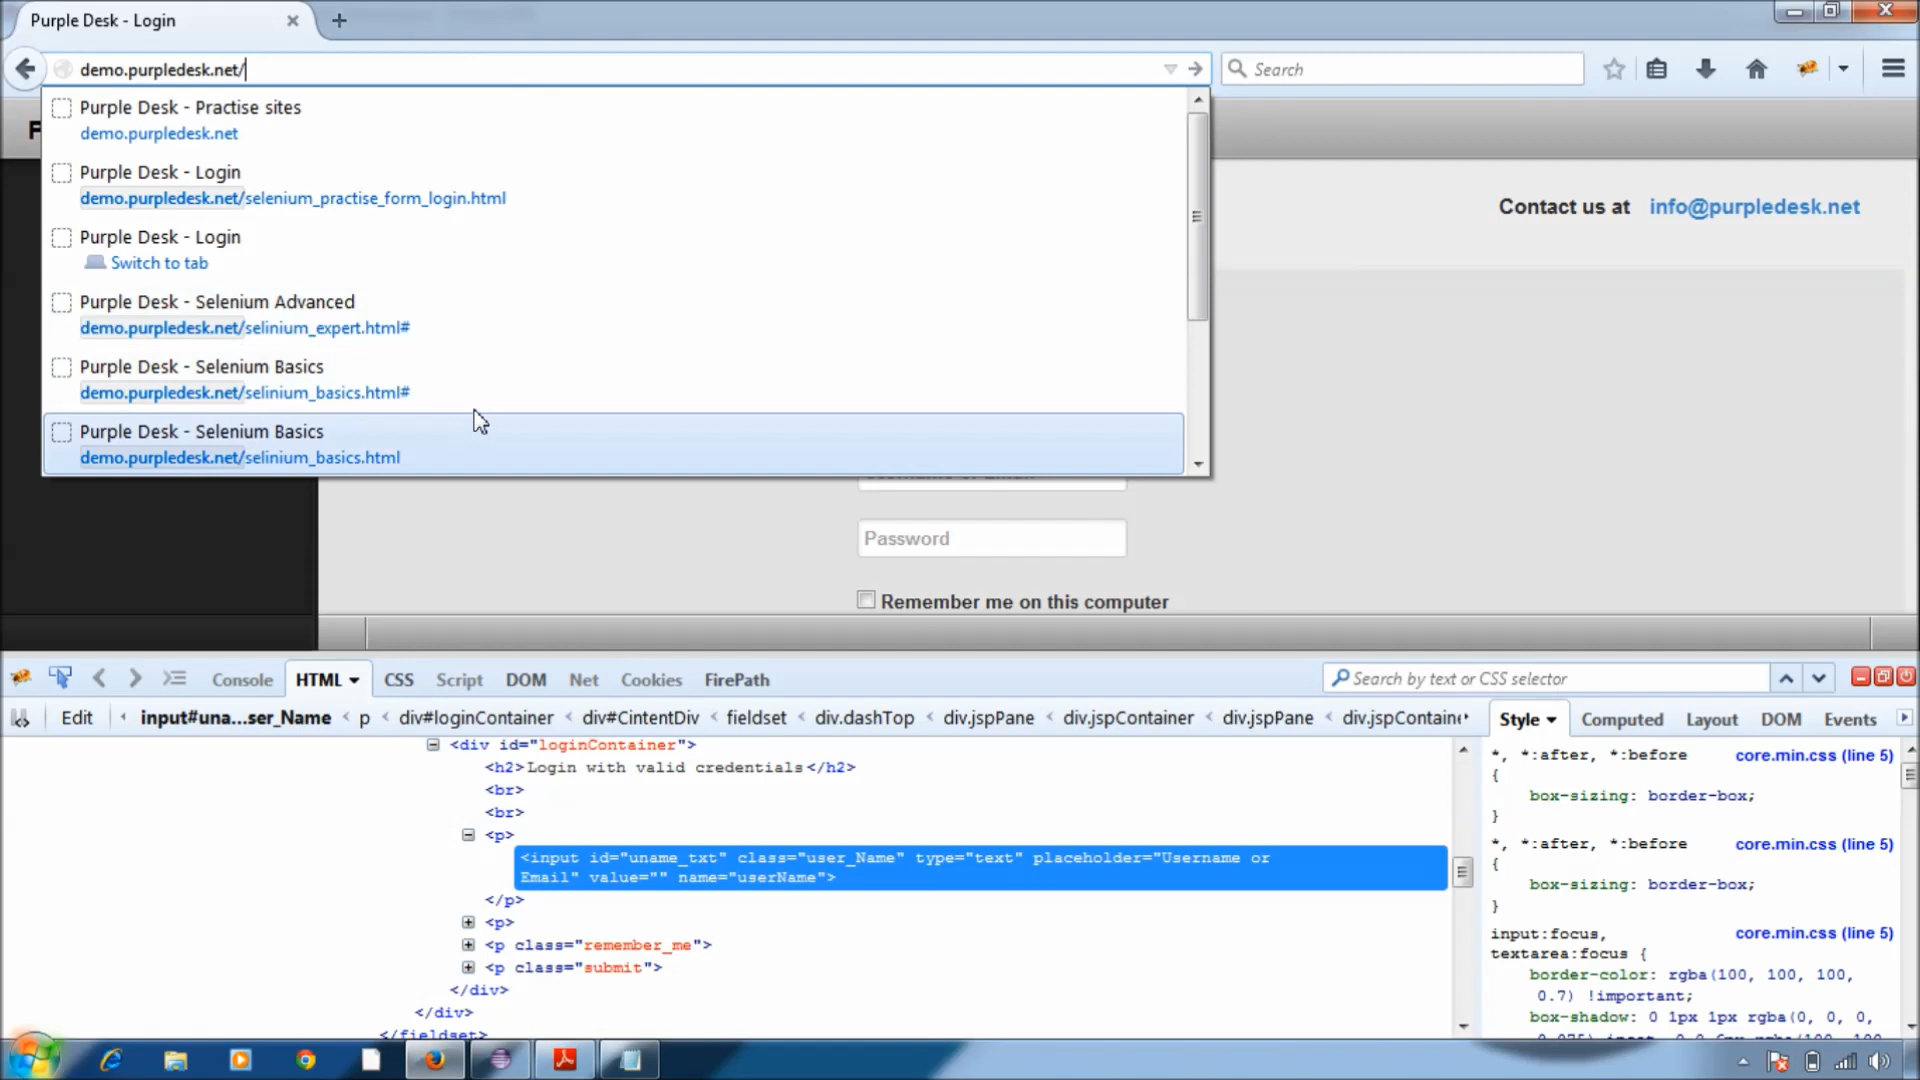 Purple Desk - Login
demo.purpledesk.net/
Search
Purple Desk - Practise sites
demo.purpledesk.net
Purple Desk - Login
demo.purpledesk.net/selenium_practise_form_login.html
Purple Desk - Login
Switch to tab
Purple Desk - Selenium Advanced
demo.purpledesk.net/selinium_expert.html#
Purple Desk - Selenium Basics
demo.purpledesk.net/selinium_basics.html#
Purple Desk - Selenium Basics
demo.purpledesk.net/selinium_basics.html
Contact us at info@purpledesk.net
Password
Remember me on this computer
Console HTML CSS Script DOM Net Cookies FirePath Search by text or CSS selector
Edit input#una...ser_Name < p < div#loginContainer < div#CintentDiv < fieldset < div.dashTop < div.jspPane < div.jspContainer < div.jspPane < div.jspContaine
Style Computed Layout DOM Events
<div id="loginContainer">
<h2>Login with valid credentials</h2>
<br>
<br>
<p>
<input id="uname_txt" class="user_Name" type="text" placeholder="Username or
Email" value="" name="userName">
</p>
<p>
<p class="remember_me">
<p class="submit">
</div>
</div>
</fieldset>
*, *:after, *:before core.min.css (line 5)
{
box-sizing: border-box;
}
*, *:after, *:before core.min.css (line 5)
{
box-sizing: border-box;
}
input:focus, core.min.css (line 5)
textarea:focus {
border-color: rgba(100, 100, 100,
0.7) !important;
box-shadow: 0 1px 1px rgba(0, 0, 0,